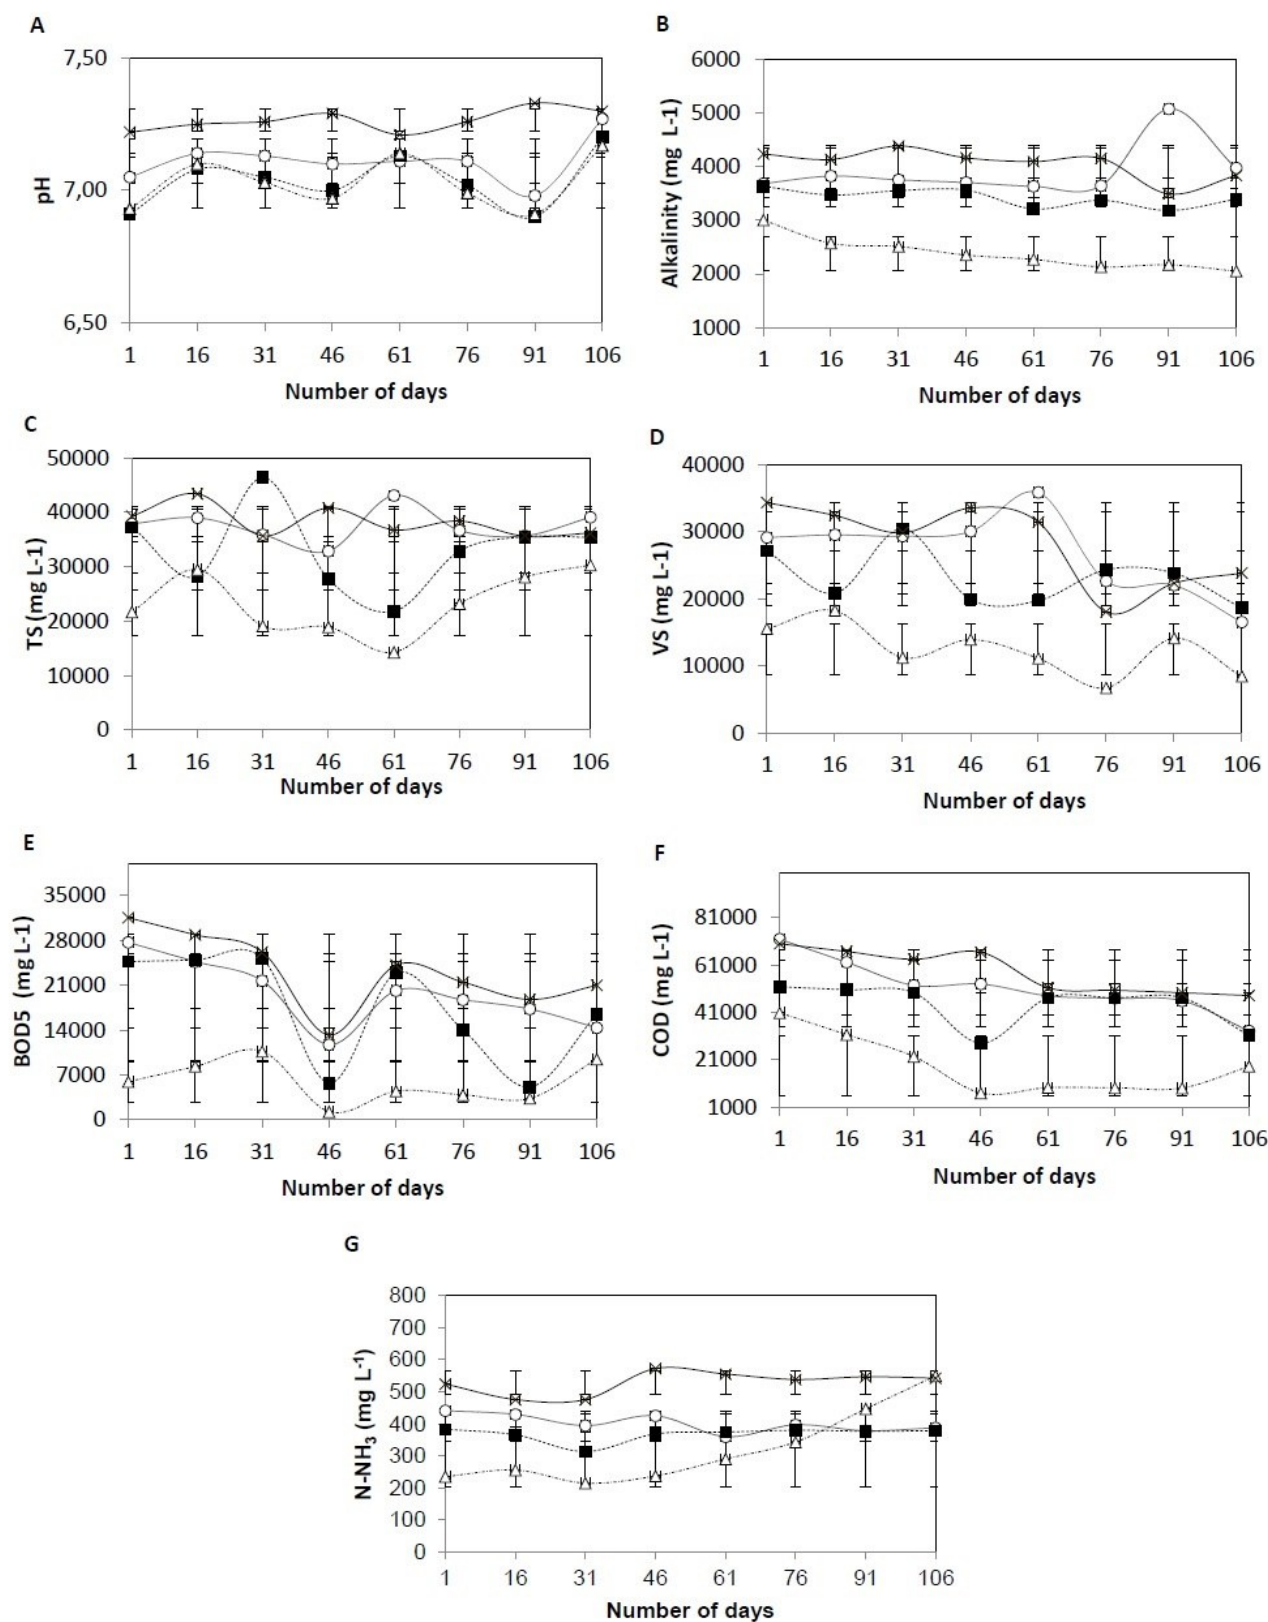 A
7,50
7,00
6,50
pH
1 16 31 46 61 76 91 106
Number of days
B
6000
5000
4000
3000
2000
1000
Alkalinity (mg L-1)
1 16 31 46 61 76 91 106
Number of days
C
50000
40000
30000
20000
10000
0
TS (mg L-1)
1 16 31 46 61 76 91 106
Number of days
D
40000
30000
20000
10000
0
VS (mg L-1)
1 16 31 46 61 76 91 106
Number of days
E
35000
28000
21000
14000
7000
0
BOD5 (mg L-1)
1 16 31 46 61 76 91 106
Number of days
F
81000
61000
41000
21000
1000
COD (mg L-1)
1 16 31 46 61 76 91 106
Number of days
G
800
700
600
500
400
300
200
100
0
N-NH₃ (mg L⁻¹)
1 16 31 46 61 76 91 106
Number of days